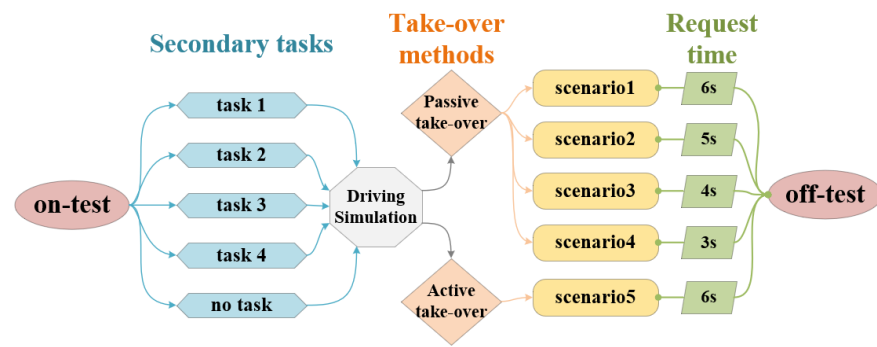 Secondary tasks
Take-over
methods
Request
time
on-test
task 1
task 2
task 3
task 4
no task
Driving
Simulation
Passive
take-over
Active
take-over
scenario1
6s
scenario2
5s
scenario3
4s
scenario4
3s
scenario5
6s
off-test